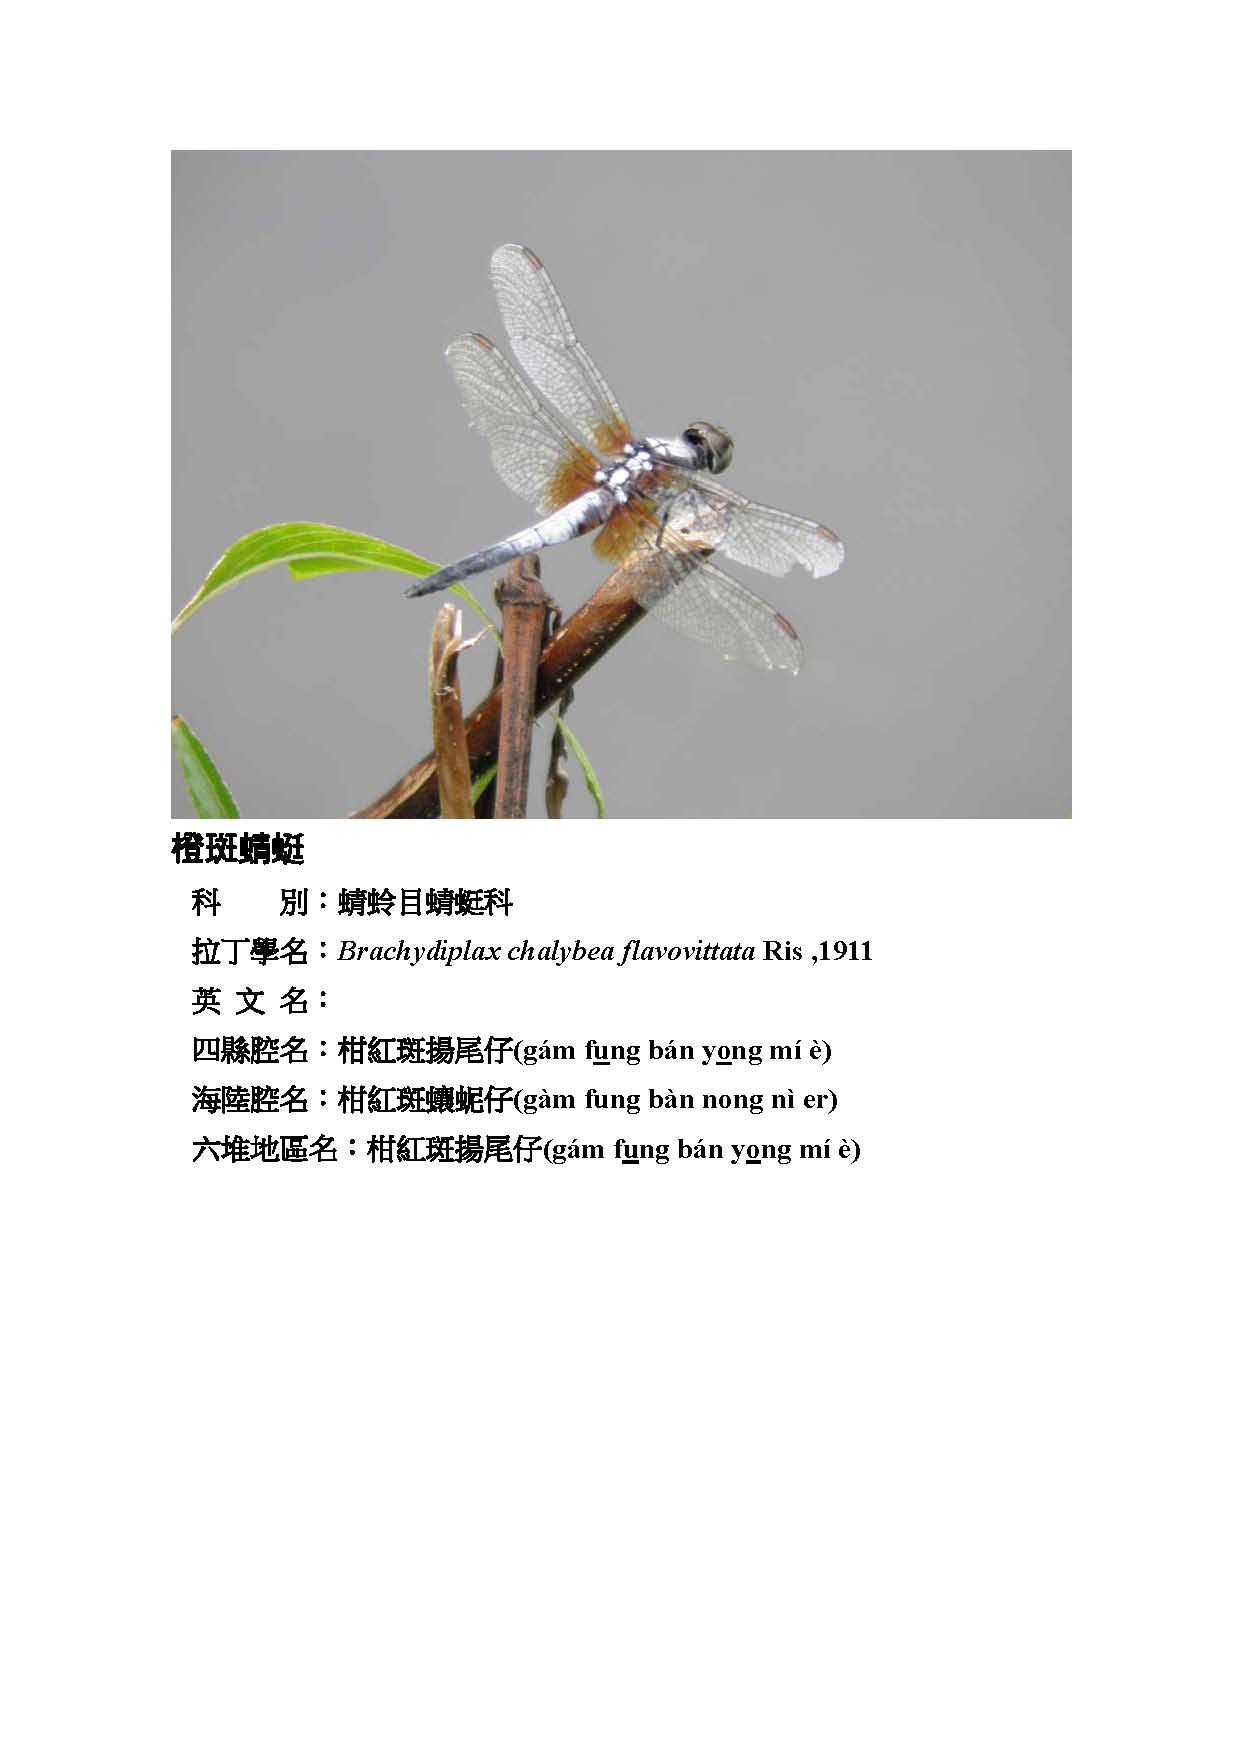 橙斑蜻蜓
科　　別：蜻蛉目蜻蜓科
拉丁學名：Brachydiplax chalybea flavovittata Ris ,1911
英 文 名：
四縣腔名：柑紅斑揚尾仔(gám fung bán yong mí è)
海陸腔名：柑紅斑蠰蚭仔(gàm fung bàn nong nì er)
六堆地區名：柑紅斑揚尾仔(gám fung bán yong mí è)